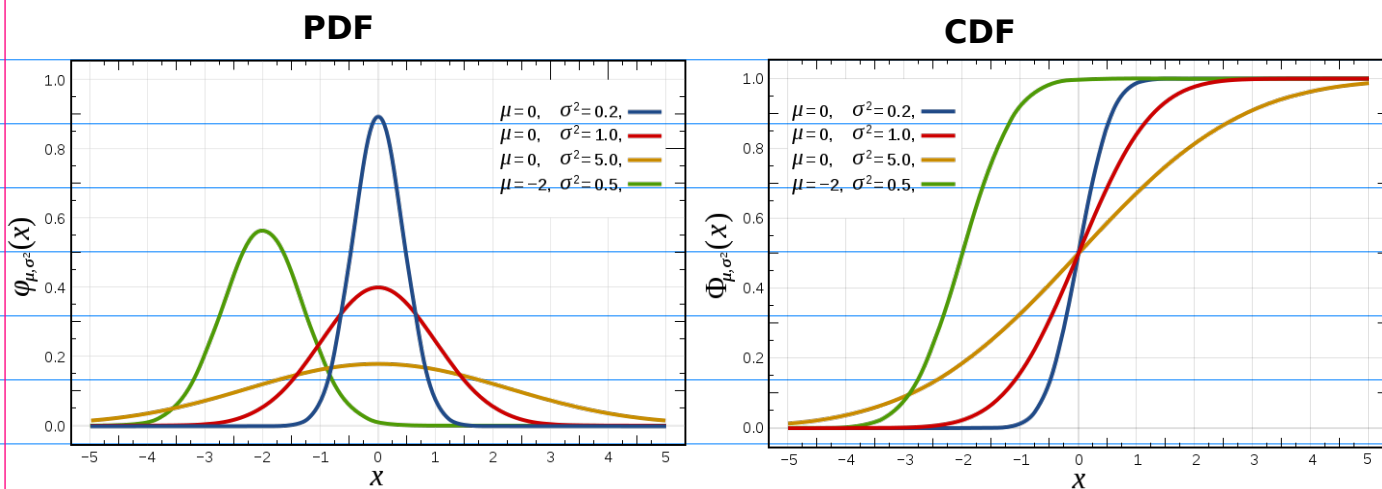 PDF
CDF
1.0
0.8
0.6
0.4
0.2
0.0
φμ,σ²(x)
μ=0, σ²=0.2,
μ=0, σ²=1.0,
μ=0, σ²=5.0,
μ=−2, σ²=0.5,
−5 −4 −3 −2 −1 0 1 2 3 4 5
x
1.0
0.8
0.6
0.4
0.2
0.0
Φμ,σ²(x)
μ=0, σ²=0.2,
μ=0, σ²=1.0,
μ=0, σ²=5.0,
μ=−2, σ²=0.5,
−5 −4 −3 −2 −1 0 1 2 3 4 5
x